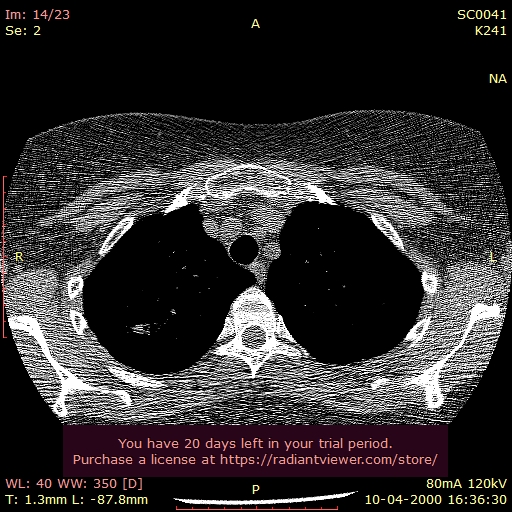 Im: 14/23
Se: 2
A
SC0041
K241
NA
R
L
You have 20 days left in your trial period.
Purchase a license at https://radiantviewer.com/store/
WL: 40 WW: 350 [D]
T: 1.3mm L: -87.8mm
P
80mA 120kV
10-04-2000 16:36:30